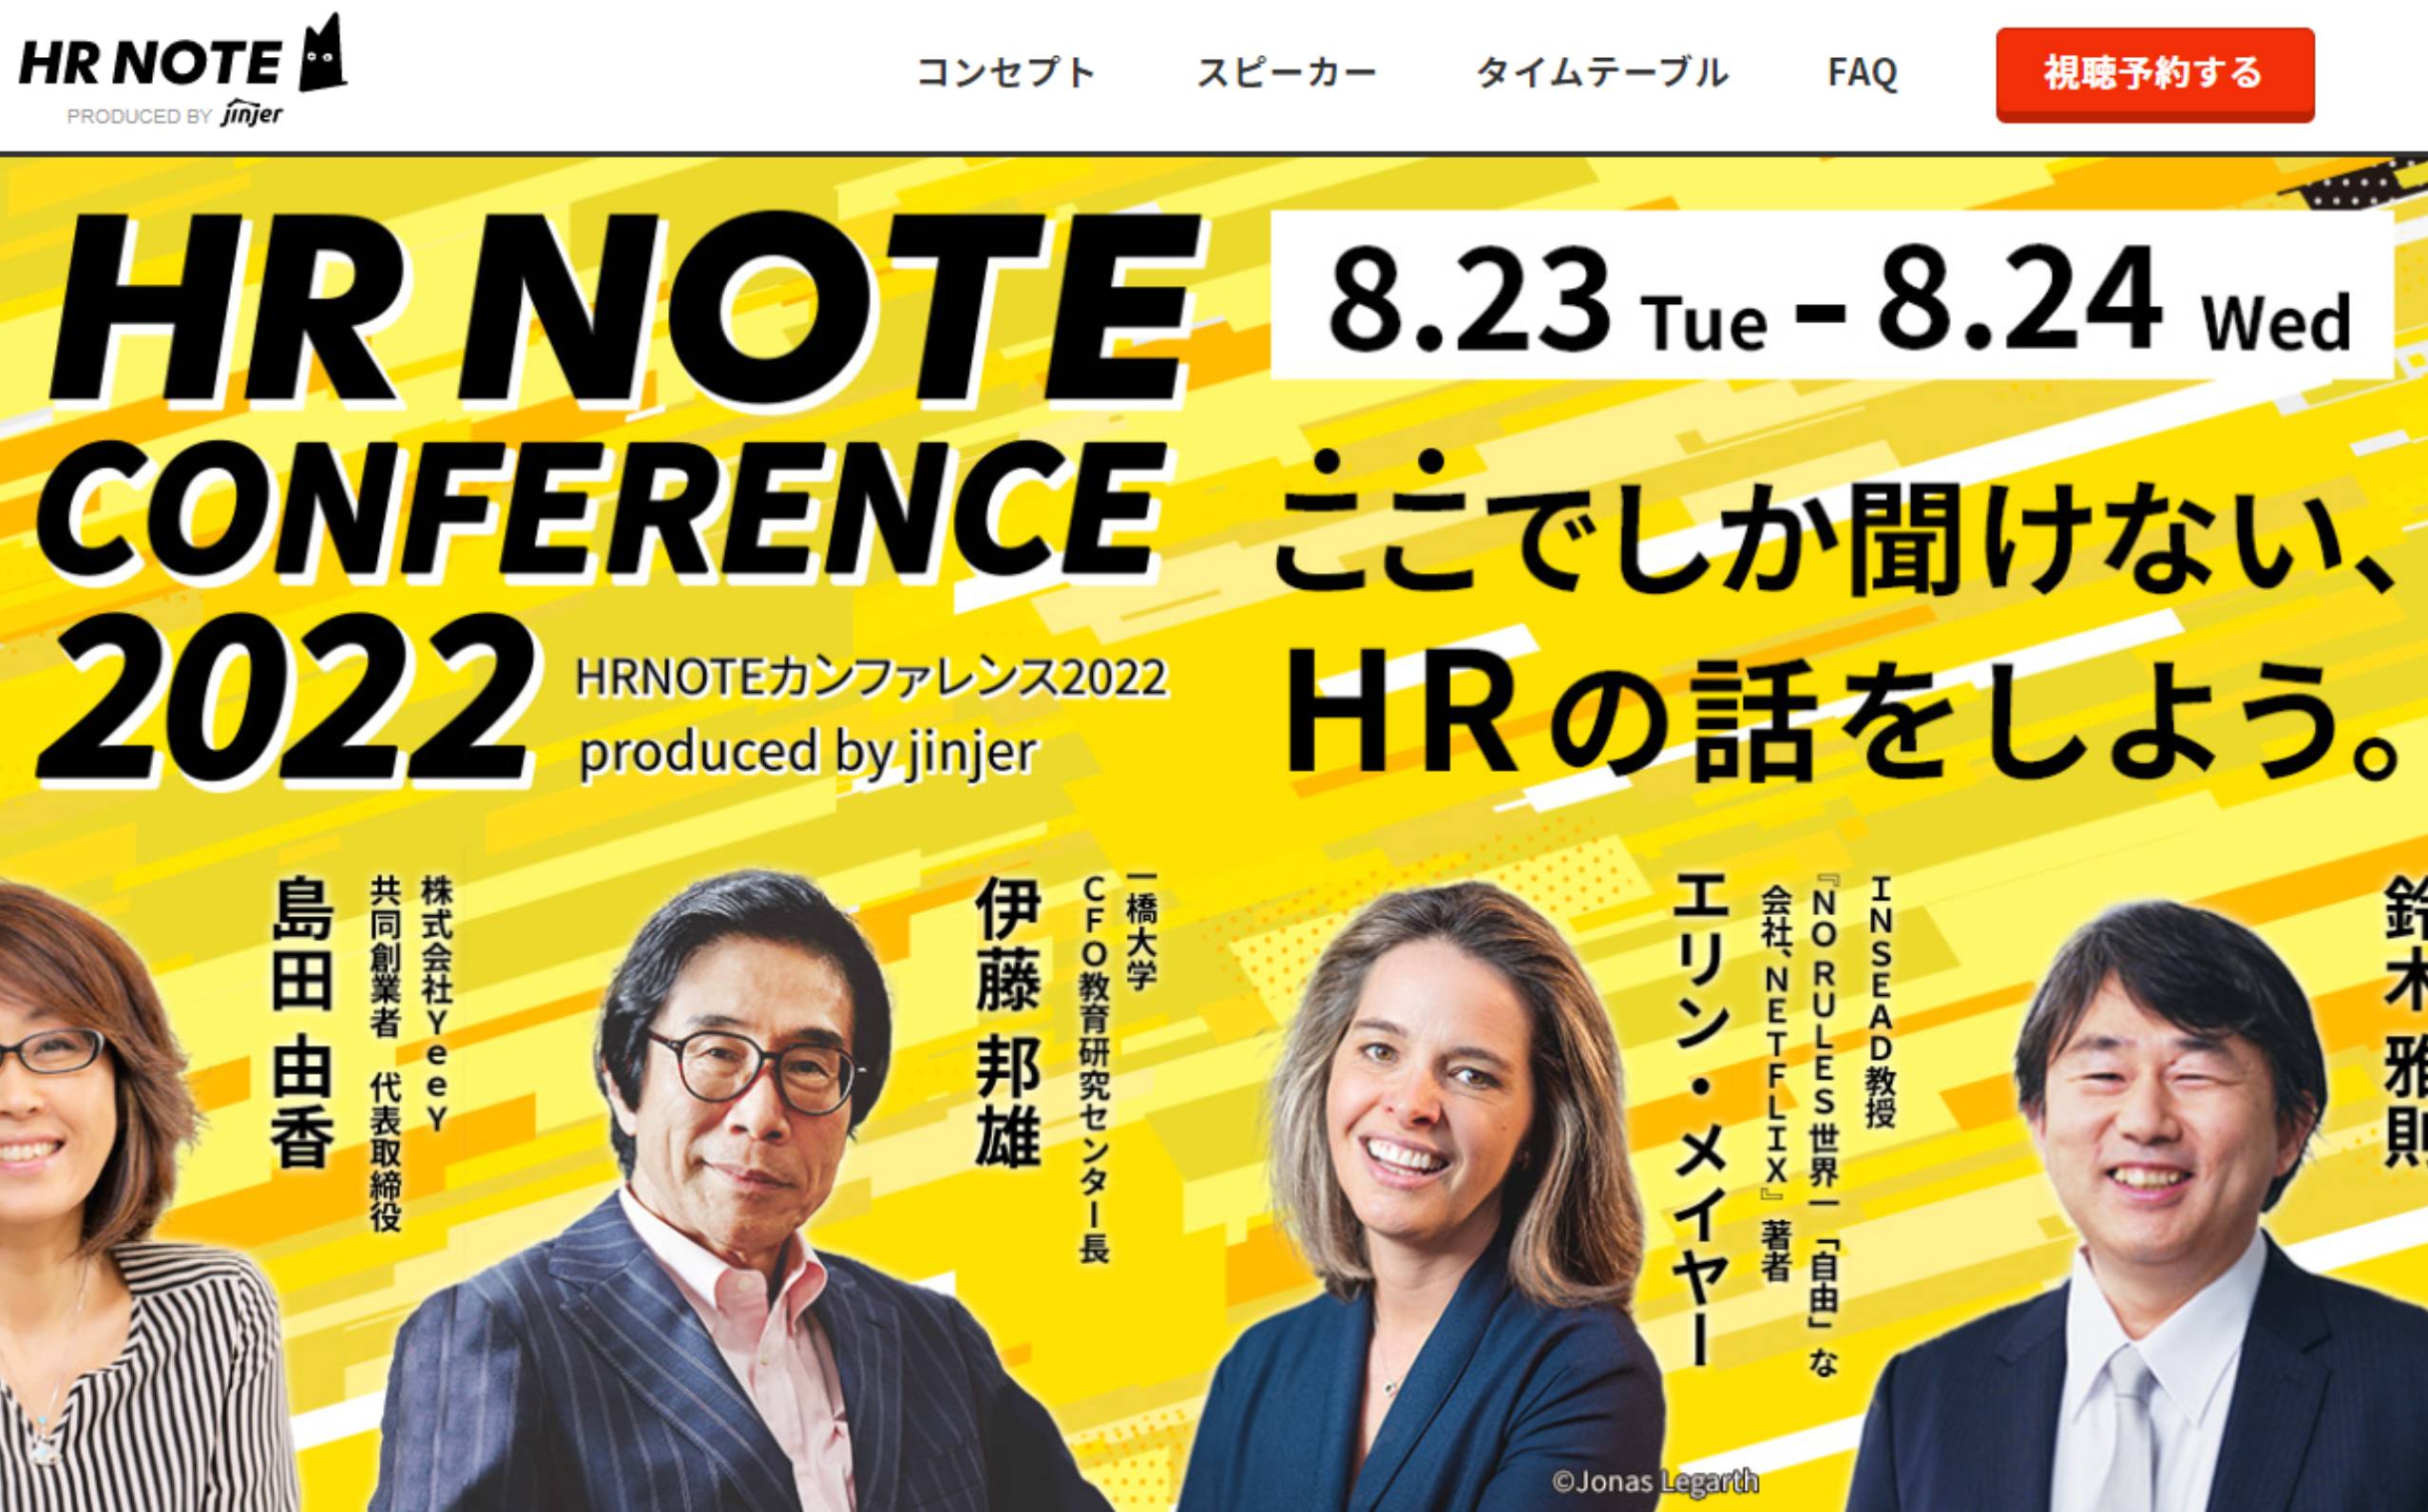 HR NOTE
PRODUCED BY jinjer
コンセプト
スピーカー
タイムテーブル
FAQ
視聴予約する
HR NOTE
CONFERENCE
2022
HRNOTEカンファレンス2022
produced by jinjer
8.23 Tue - 8.24 Wed
ここでしか聞けない、
HRの話をしよう。
株式会社YeeY
共同創業者 代表取締役
島田 由香
一橋大学
CFO教育研究センター長
伊藤 邦雄
INSEAD教授
『NO RULES 世界一「自由」な
会社、NETFLIX』著者
エリン・メイヤー
鈴木 雅則
©Jonas Legarth